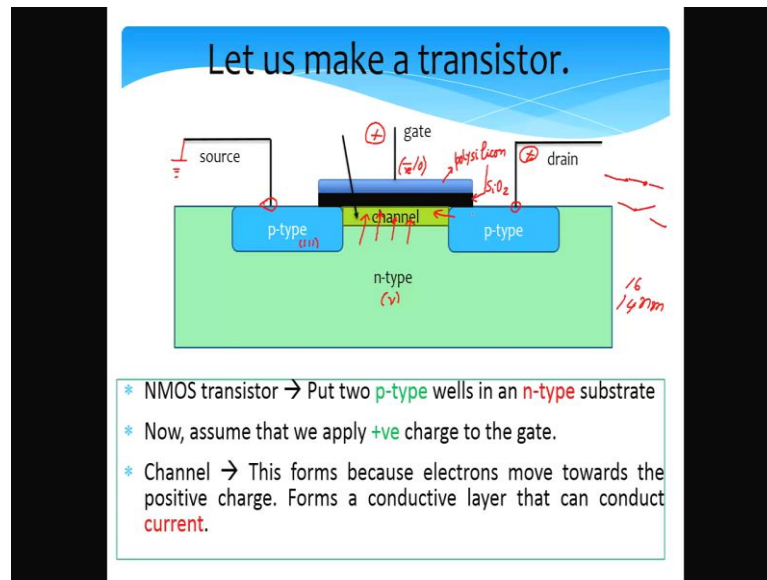 Let us make a transistor.
+ gate
source
polysilicon
+ drain
SiO2
channel
p-type
(III)
p-type
n-type
(V)
16
14nm
* NMOS transistor → Put two p-type wells in an n-type substrate
* Now, assume that we apply +ve charge to the gate.
* Channel → This forms because electrons move towards the
positive charge. Forms a conductive layer that can conduct
current.